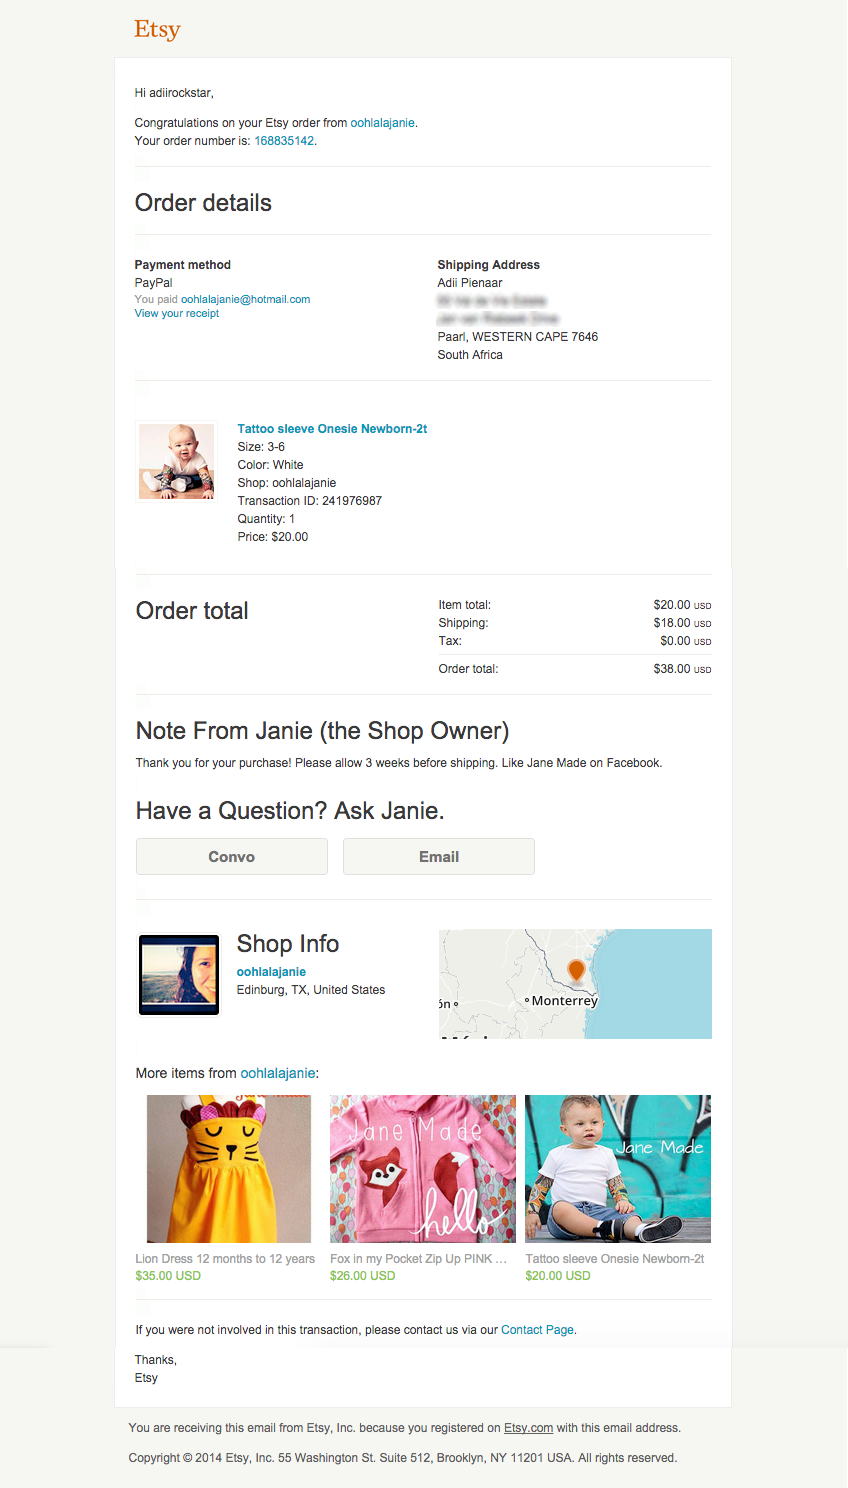 Etsy
Hi adiirockstar,
Congratulations on your Etsy order from oohlalajanie.
Your order number is: 168835142.
Order details
Payment method
PayPal
You paid oohlalajanie@hotmail.com
View your receipt
Shipping Address
Adii Pienaar
Paarl, WESTERN CAPE 7646
South Africa
Tattoo sleeve Onesie Newborn-2t
Size: 3-6
Color: White
Shop: oohlalajanie
Transaction ID: 241976987
Quantity: 1
Price: $20.00
Order total
Item total: $20.00 USD
Shipping: $18.00 USD
Tax: $0.00 USD
Order total: $38.00 USD
Note From Janie (the Shop Owner)
Thank you for your purchase! Please allow 3 weeks before shipping. Like Jane Made on Facebook.
Have a Question? Ask Janie.
Convo Email
Shop Info
oohlalajanie
Edinburg, TX, United States
ón
Monterrey
More items from oohlalajanie:
Jane Made
hello
Jane Made
Lion Dress 12 months to 12 years
$35.00 USD
Fox in my Pocket Zip Up PINK ...
$26.00 USD
Tattoo sleeve Onesie Newborn-2t
$20.00 USD
If you were not involved in this transaction, please contact us via our Contact Page.
Thanks,
Etsy
You are receiving this email from Etsy, Inc. because you registered on Etsy.com with this email address.
Copyright © 2014 Etsy, Inc. 55 Washington St. Suite 512, Brooklyn, NY 11201 USA. All rights reserved.